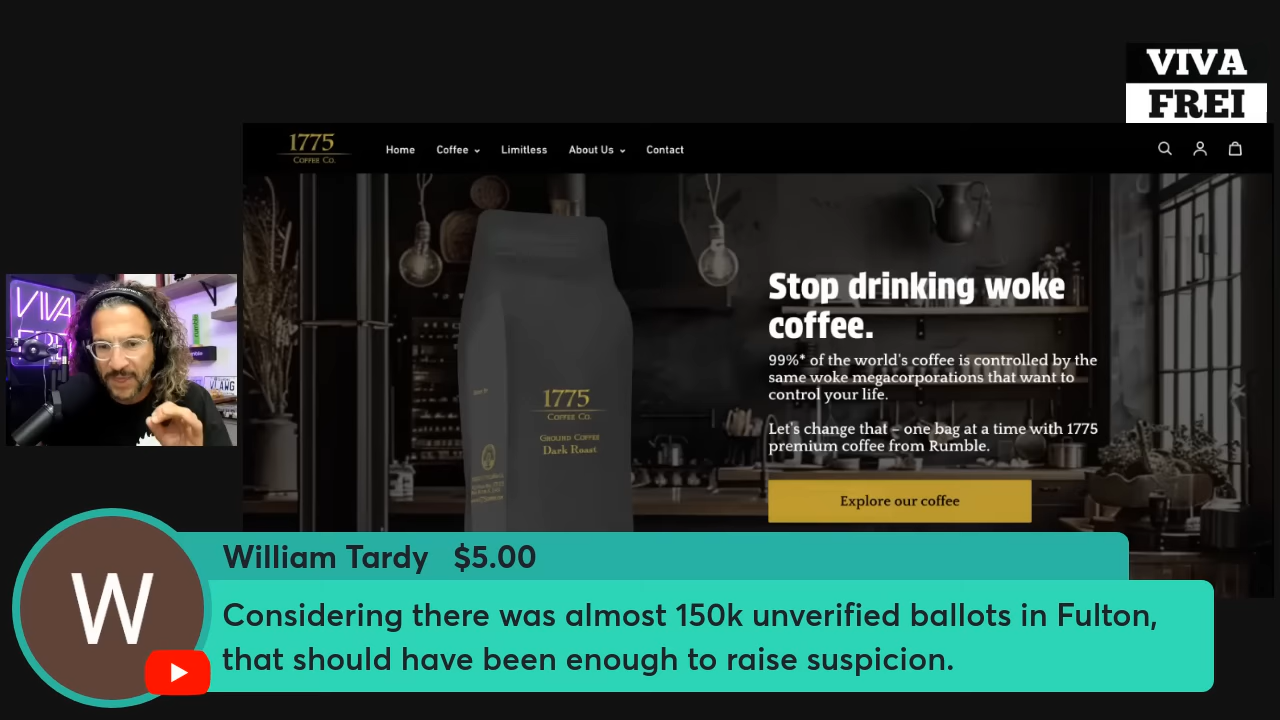 VIVA
FREI
1775
COFFEE CO.
Home Coffee Limitless About Us Contact
Stop drinking woke
coffee.
99%* of the world's coffee is controlled by the
same woke megacorporations that want to
control your life.
Let's change that – one bag at a time with 1775
premium coffee from Rumble.
Explore our coffee
1775
COFFEE CO.
GROUND COFFEE
Dark Roast
VIVA
VLAWG
William Tardy $5.00
W
Considering there was almost 150k unverified ballots in Fulton,
that should have been enough to raise suspicion.